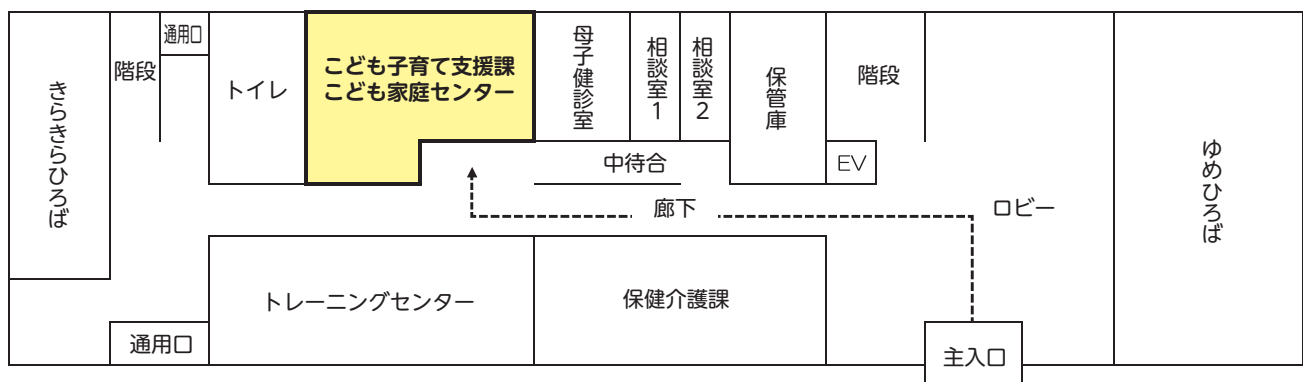 きらきらひろば
階段
通用口
トイレ
こども子育て支援課
こども家庭センター
母子健診室
相談室1
相談室2
中待合
保管庫
階段
EV
廊下
ロビー
ゆめひろば
トレーニングセンター
保健介護課
通用口
主入口